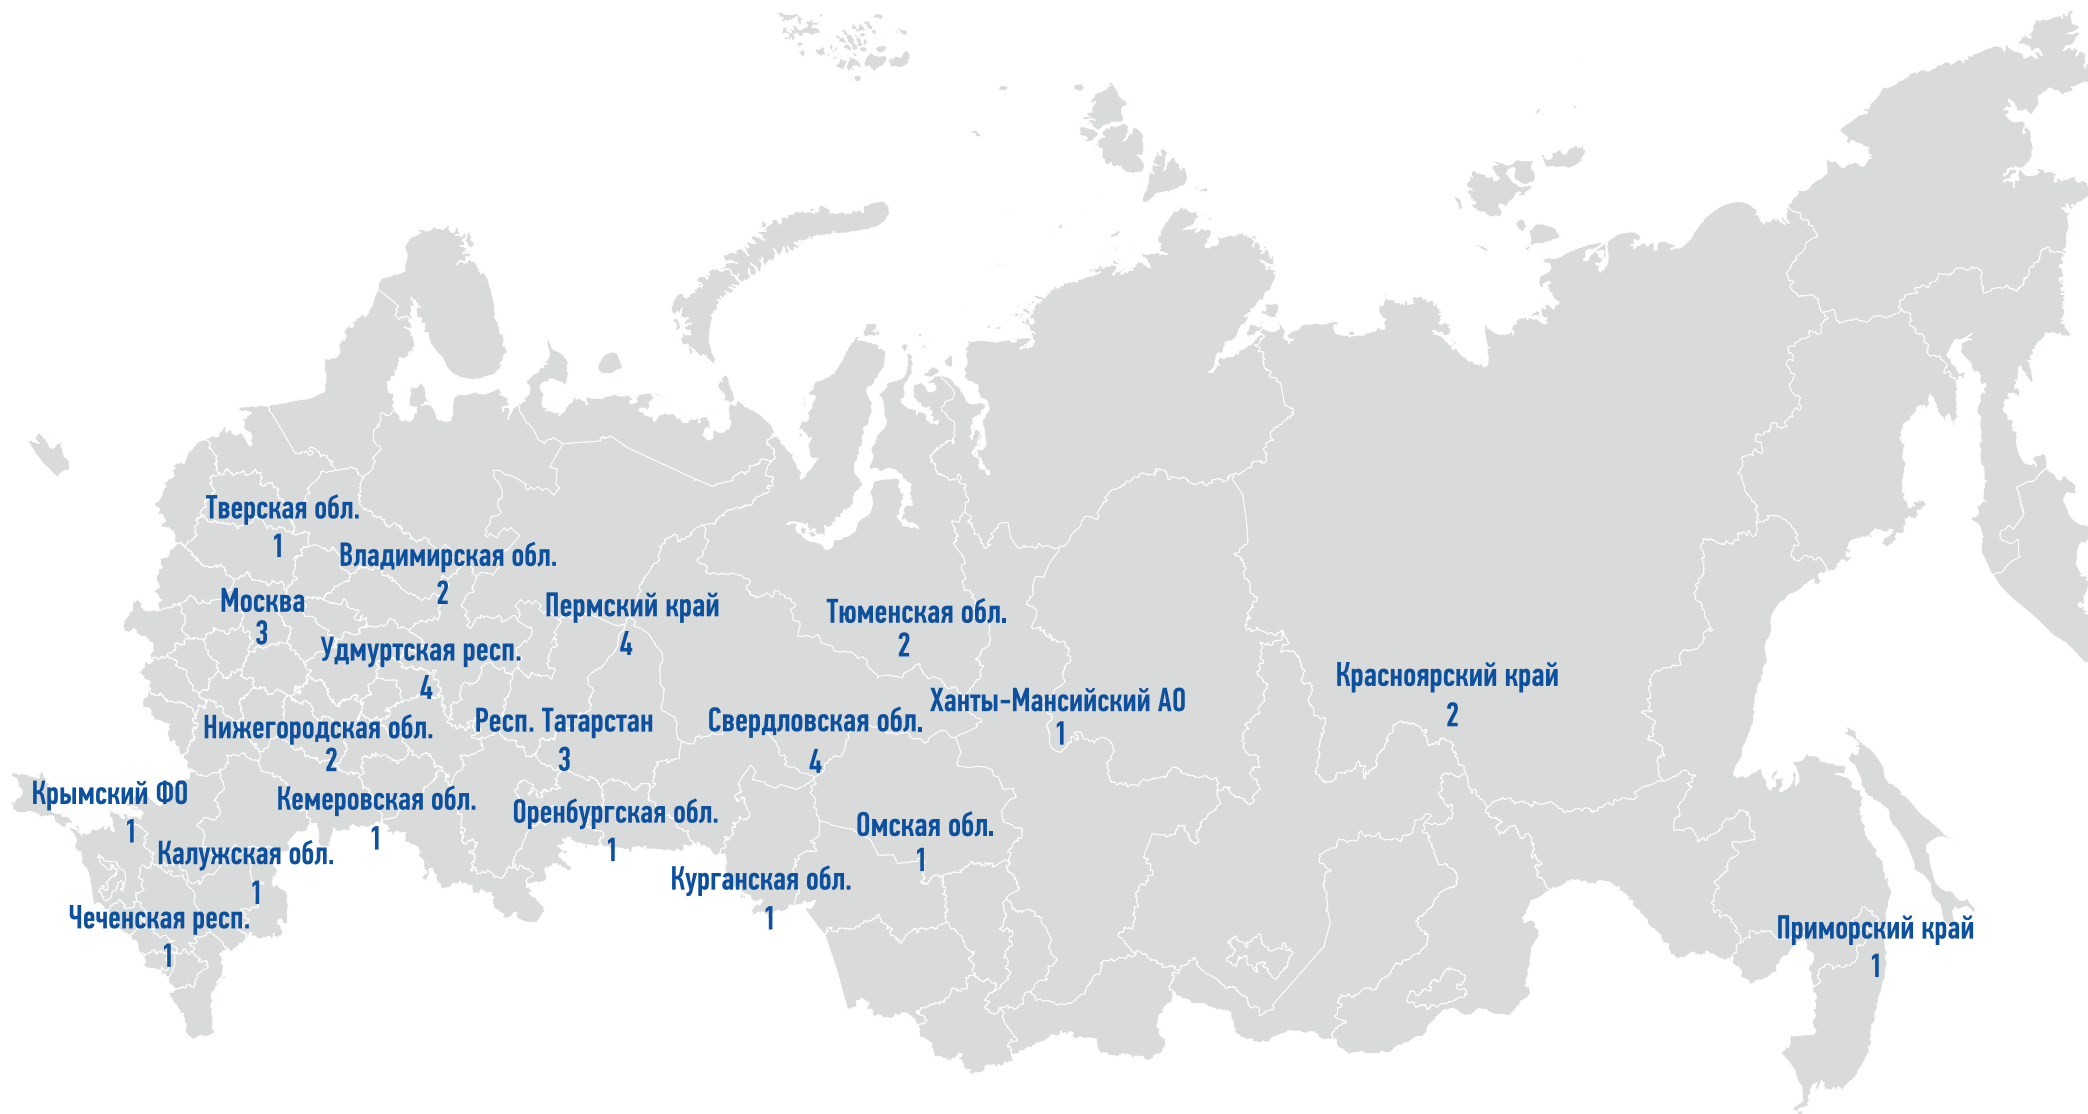 Тверская обл.
1
Владимирская обл.
2
Москва
3
Пермский край
4
Тюменская обл.
2
Удмуртская респ.
4
Красноярский край
2
Ханты-Мансийский АО
1
Нижегородская обл.
2
Респ. Татарстан
3
Свердловская обл.
4
Крымский ФО
1
Кемеровская обл.
1
Оренбургская обл.
1
Омская обл.
1
Калужская обл.
1
Курганская обл.
1
Чеченская респ.
1
Приморский край
1